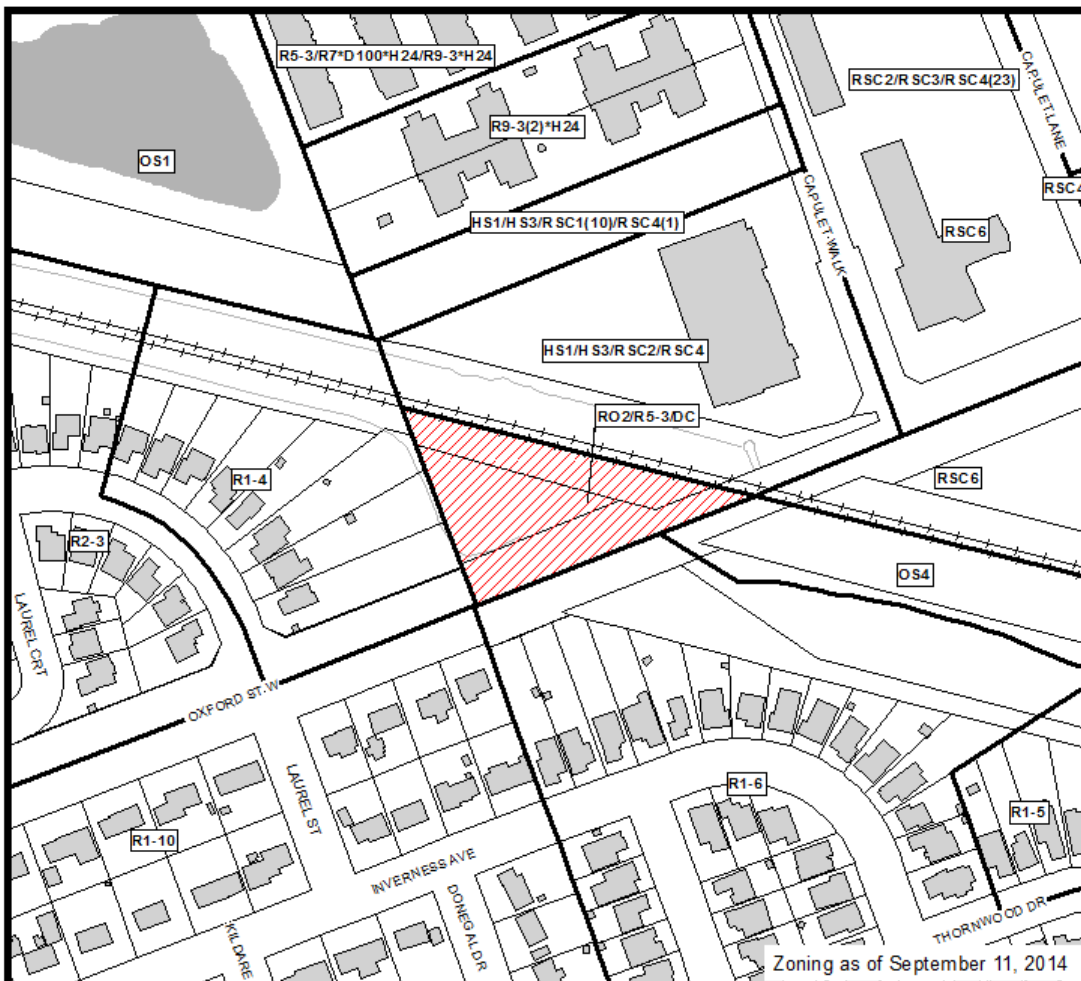 R5-3/R7*D100*H24/R9-3*H24
RSC2/RSC3/RSC4(23)
CAPULET LANE
R9-3(2)*H24
OS1
RSC4
CAPULET WALK
HS1/HS3/RSC1(10)/RSC4(1)
RSC6
HS1/HS3/RSC2/RSC4
RO2/R5-3/DC
R1-4
RSC6
R2-3
OS4
LAUREL CRT
OXFORD ST. W
LAUREL ST
R1-6
R1-5
R1-10
INVERNESS AVE
DONEGAL DR
THORNWOOD DR
KILDARE
Zoning as of September 11, 2014